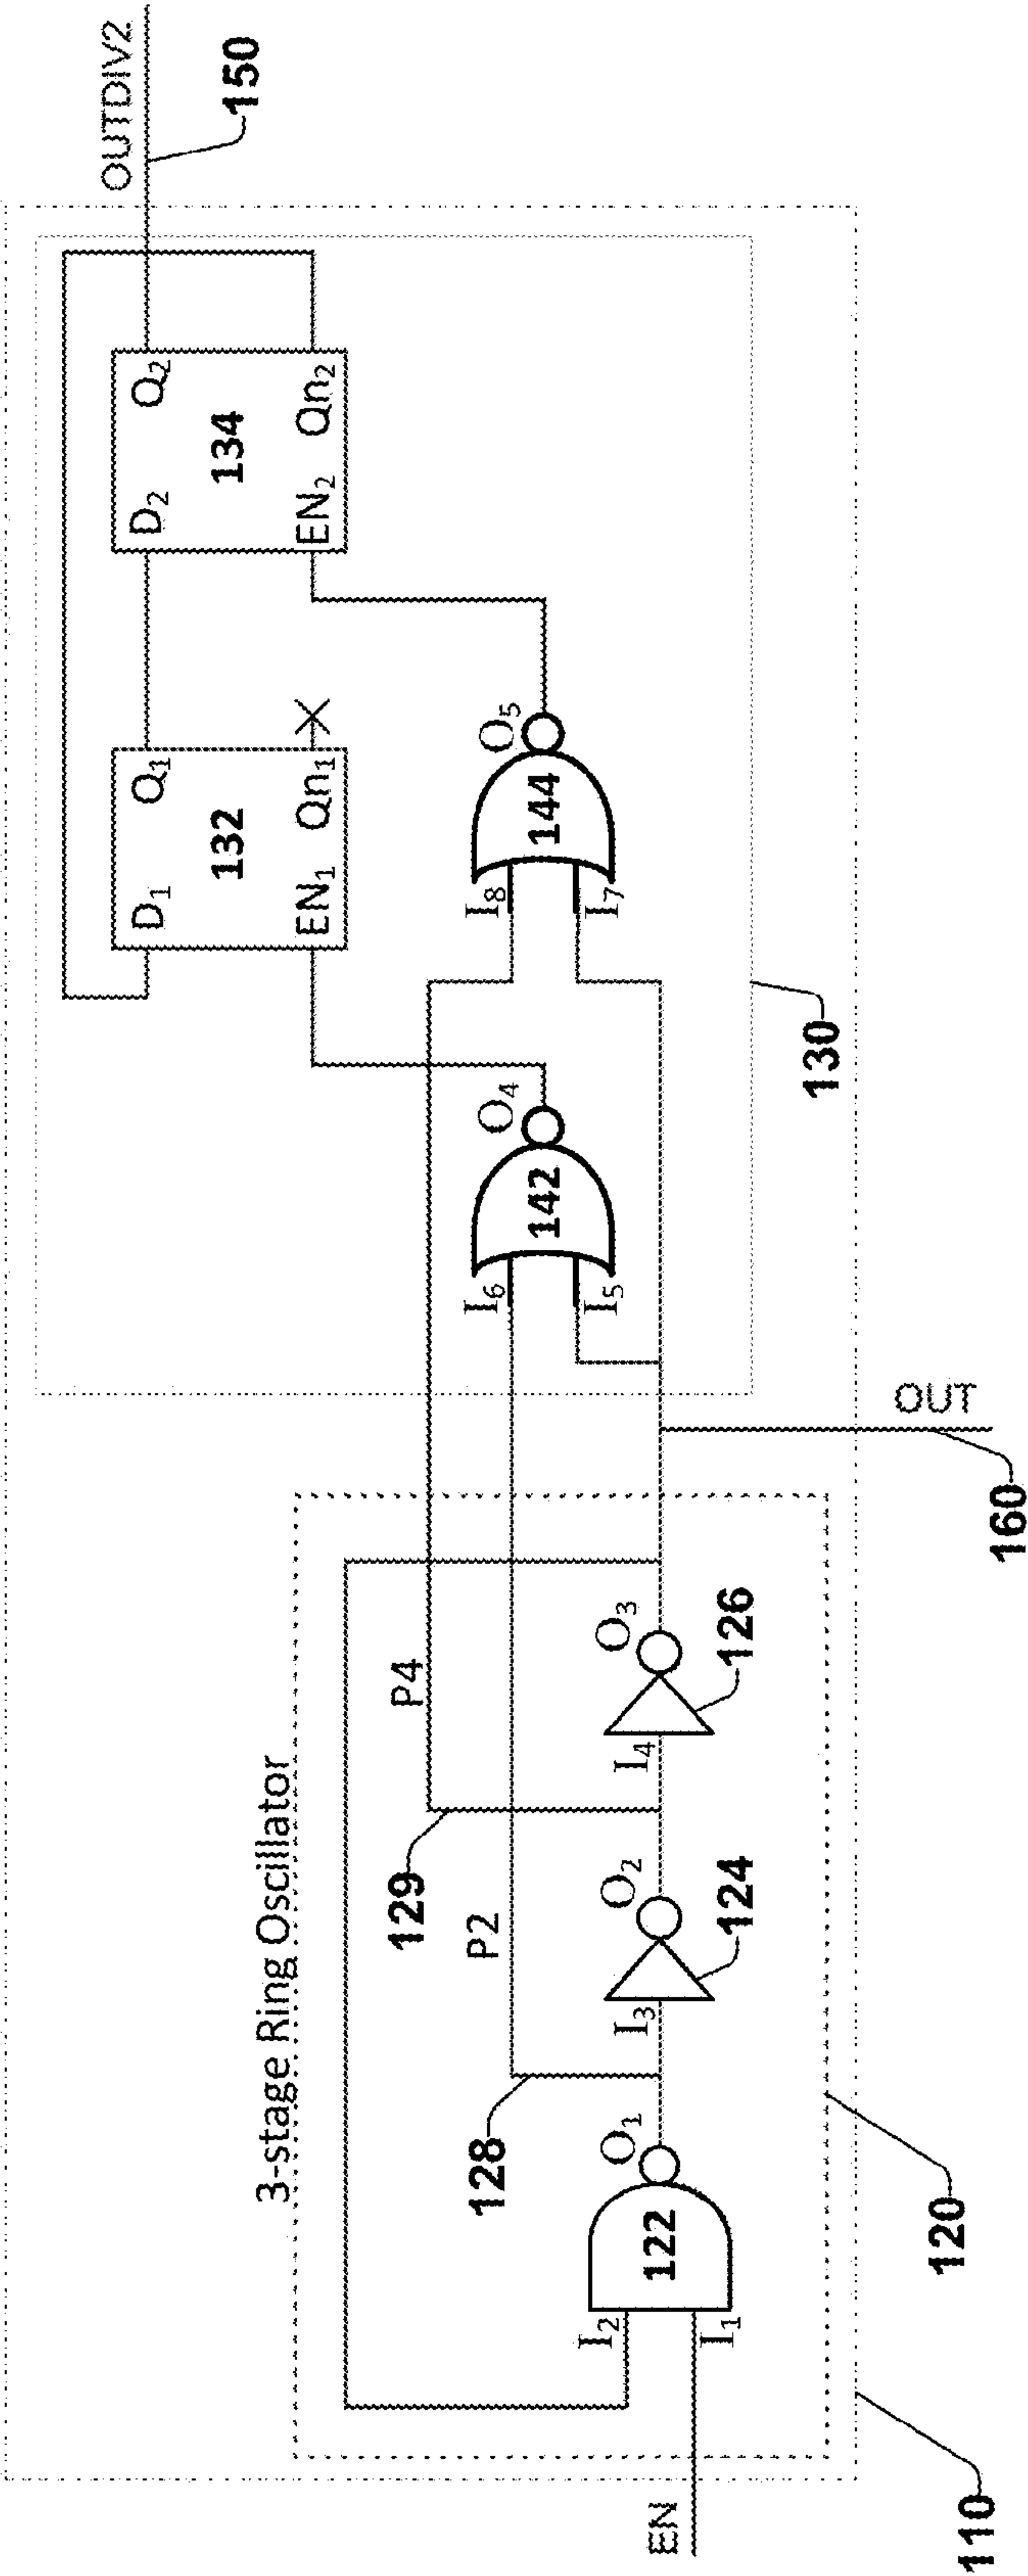 OUTDIV2
150
D₁
Q₁
132
EN₁
Qn₁
D₂
Q₂
134
EN₂
Qn₂
3-stage Ring Oscillator
P4
129
P2
128
I₆
I₅
142
O₄
I₈
I₇
144
O₅
130
EN
I₂
I₁
122
O₁
I₃
O₂
124
I₄
O₃
126
OUT
160
120
110